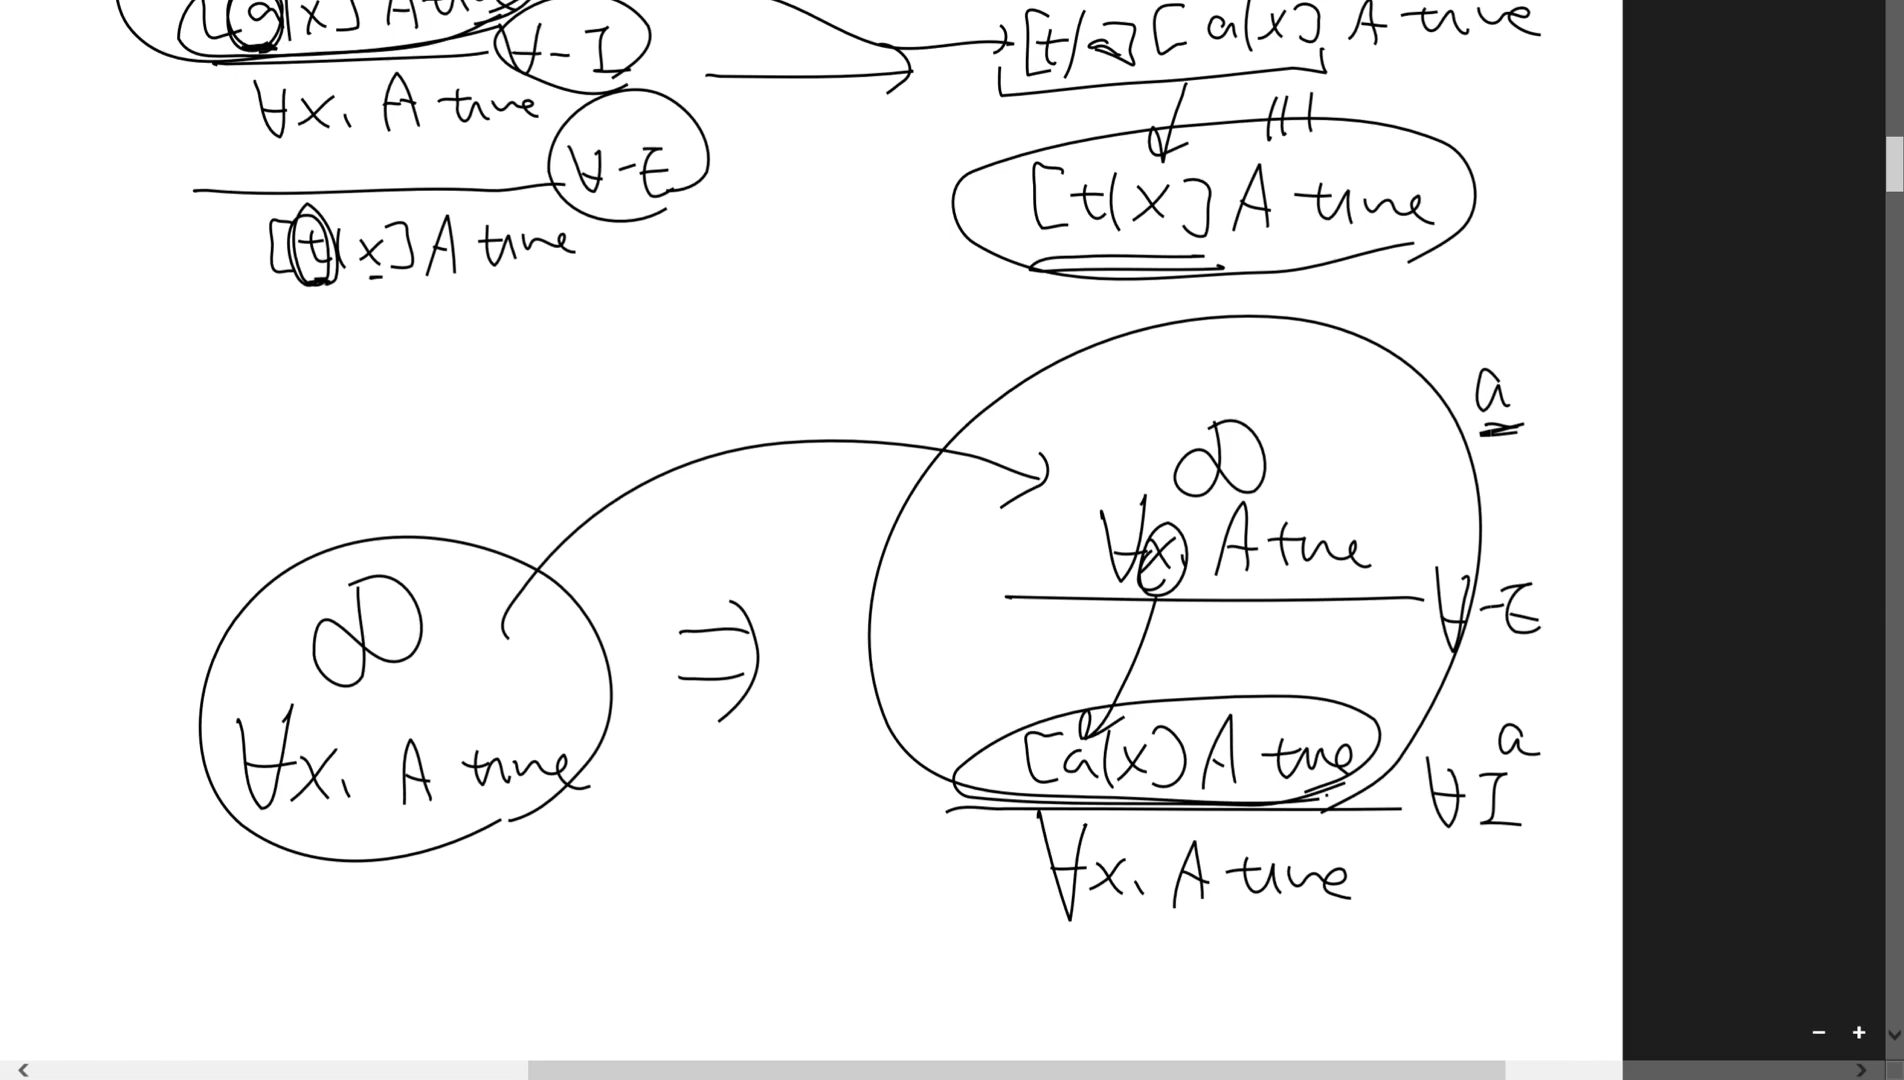 [a/x] A true
∀-I
∀x. A true
∀-E
[t/x] A true
[t/a][a/x] A true
|||
[t/x] A true
D
∀x. A true
⇒
a
D
∀x. A true
∀-E
[a/x] A true
∀I a
∀x. A true